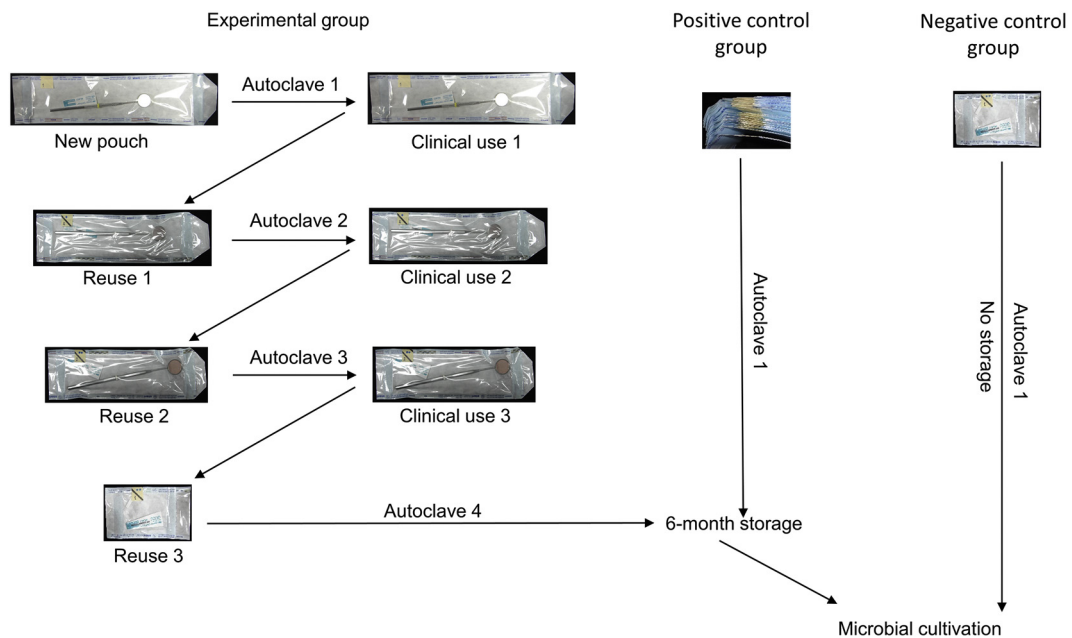 Experimental group
Positive control
group
Negative control
group
Autoclave 1
New pouch
Clinical use 1
Autoclave 2
Reuse 1
Clinical use 2
Autoclave 3
Reuse 2
Clinical use 3
Autoclave 1
Autoclave 1
No storage
Autoclave 4
Reuse 3
6-month storage
Microbial cultivation